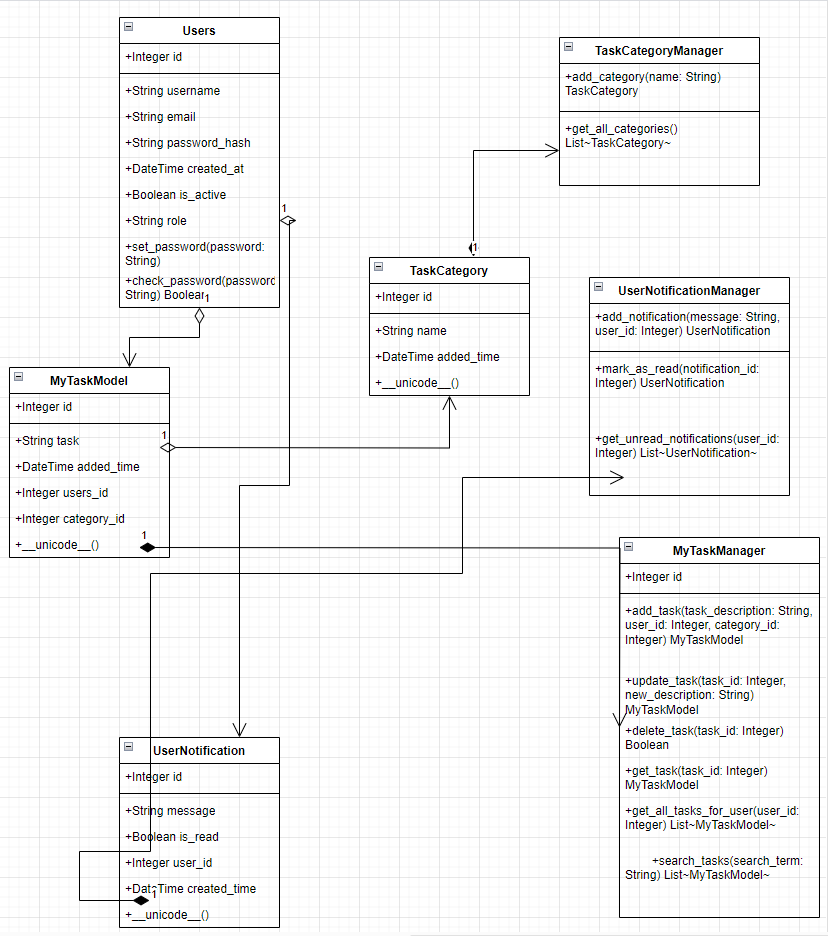 Users
+Integer id
+String username
+String email
+String password_hash
+DateTime created_at
+Boolean is_active
+String role
+set_password(password:
String)
+check_password(password
String) Boolean
1
1
TaskCategoryManager
+add_category(name: String)
TaskCategory
+get_all_categories()
List~TaskCategory~
1
TaskCategory
+Integer id
+String name
+DateTime added_time
+__unicode__()
UserNotificationManager
+add_notification(message: String,
user_id: Integer) UserNotification
+mark_as_read(notification_id:
Integer) UserNotification
+get_unread_notifications(user_id:
Integer) List~UserNotification~
MyTaskModel
+Integer id
+String task
+DateTime added_time
+Integer users_id
+Integer category_id
+__unicode__()
1
1
MyTaskManager
+Integer id
+add_task(task_description: String,
user_id: Integer, category_id:
Integer) MyTaskModel
+update_task(task_id: Integer,
new_description: String)
MyTaskModel
+delete_task(task_id: Integer)
Boolean
+get_task(task_id: Integer)
MyTaskModel
+get_all_tasks_for_user(user_id:
Integer) List~MyTaskModel~
+search_tasks(search_term:
String) List~MyTaskModel~
UserNotification
+Integer id
+String message
+Boolean is_read
+Integer user_id
+DateTime created_time
1
+__unicode__()